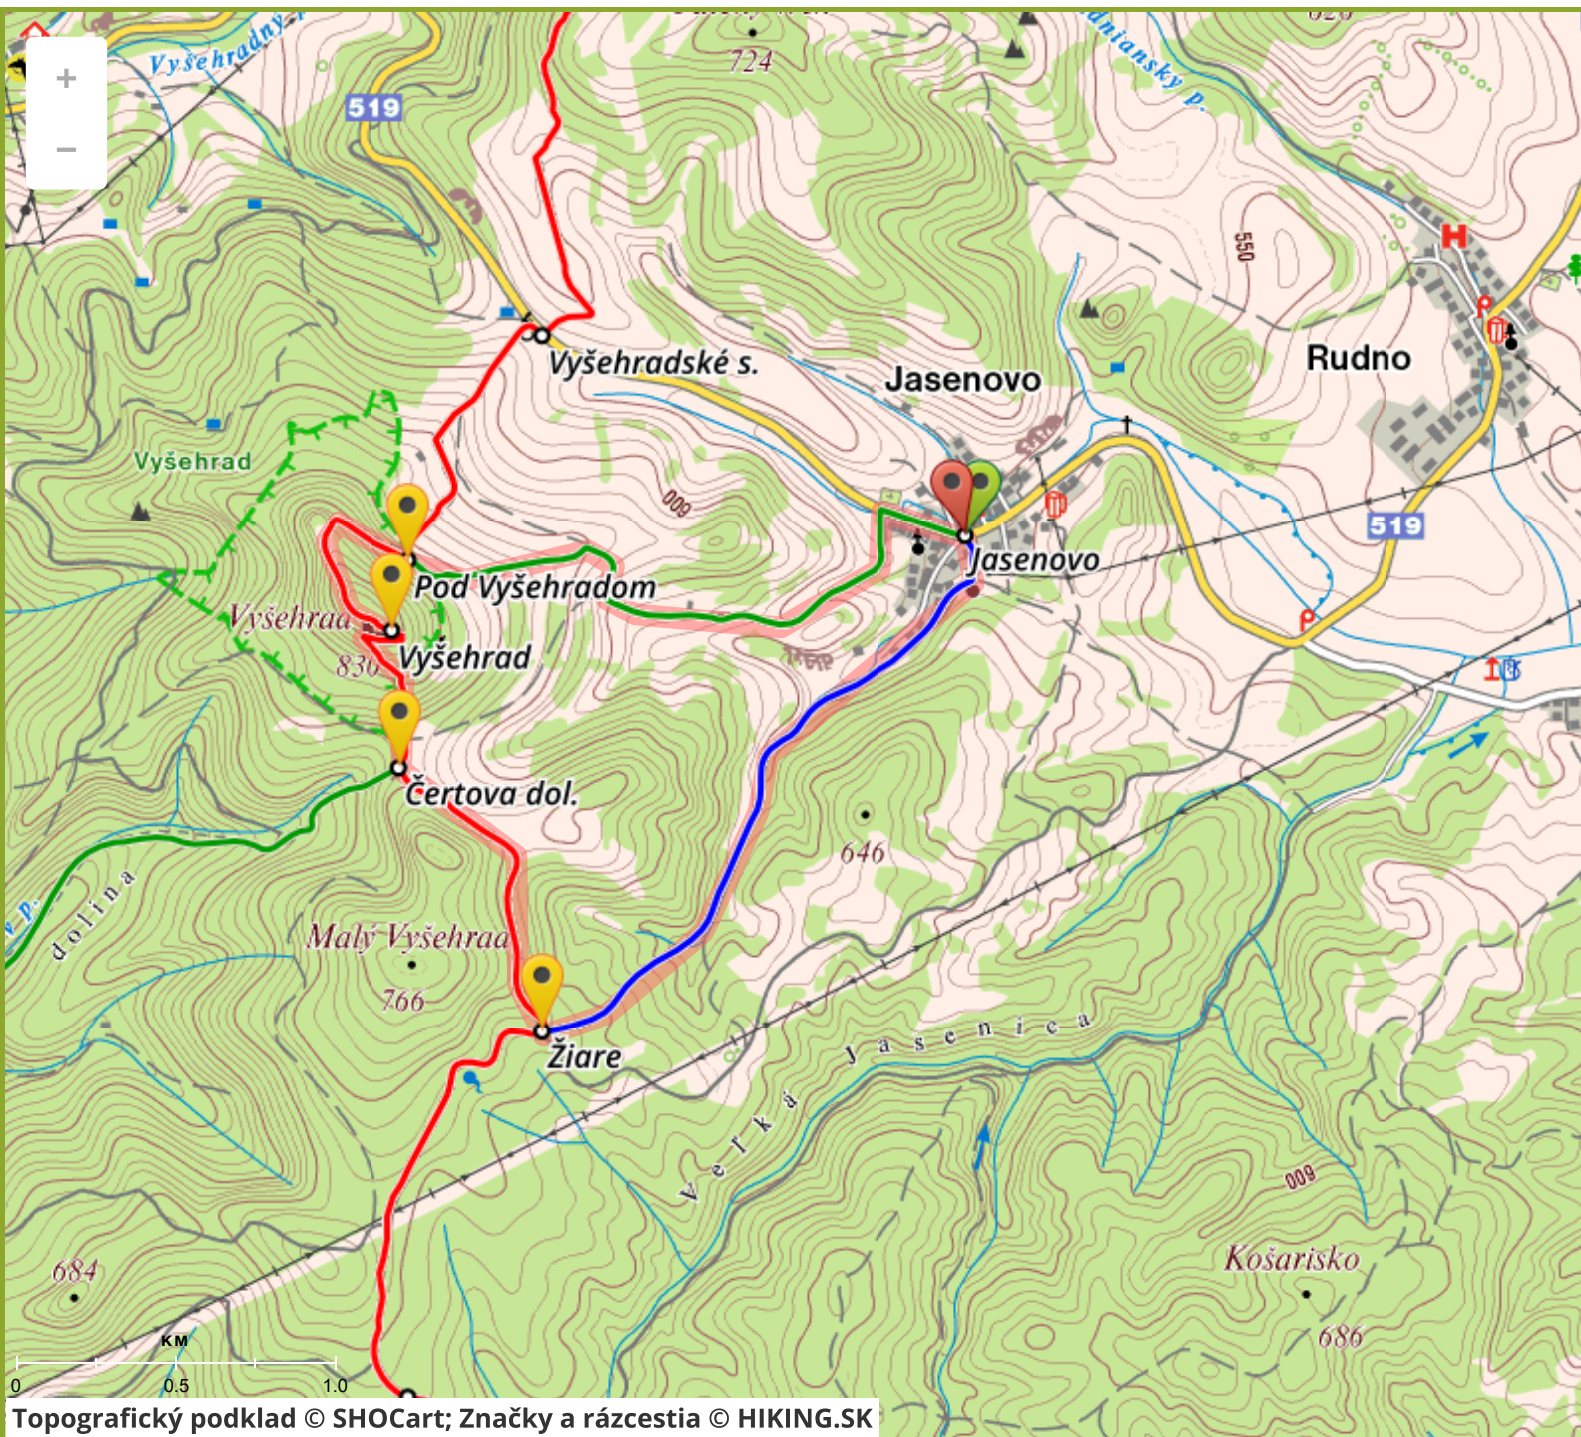 Vyšehradný p.
724
dniansky p.
620
+
519
−
550
Vyšehradské s.
Jasenovo
Rudno
Vyšehrad
600
519
Jasenovo
Pod Vyšehradom
Vyšehrad
Vyšehrad
830
Čertova dol.
646
dolina
v p.
Malý Vyšehrad
766
Žiare
Veľká Jasenica
600
Košarisko
684
686
KM
0 0.5 1.0
Topografický podklad © SHOCart; Značky a rázcestia © HIKING.SK